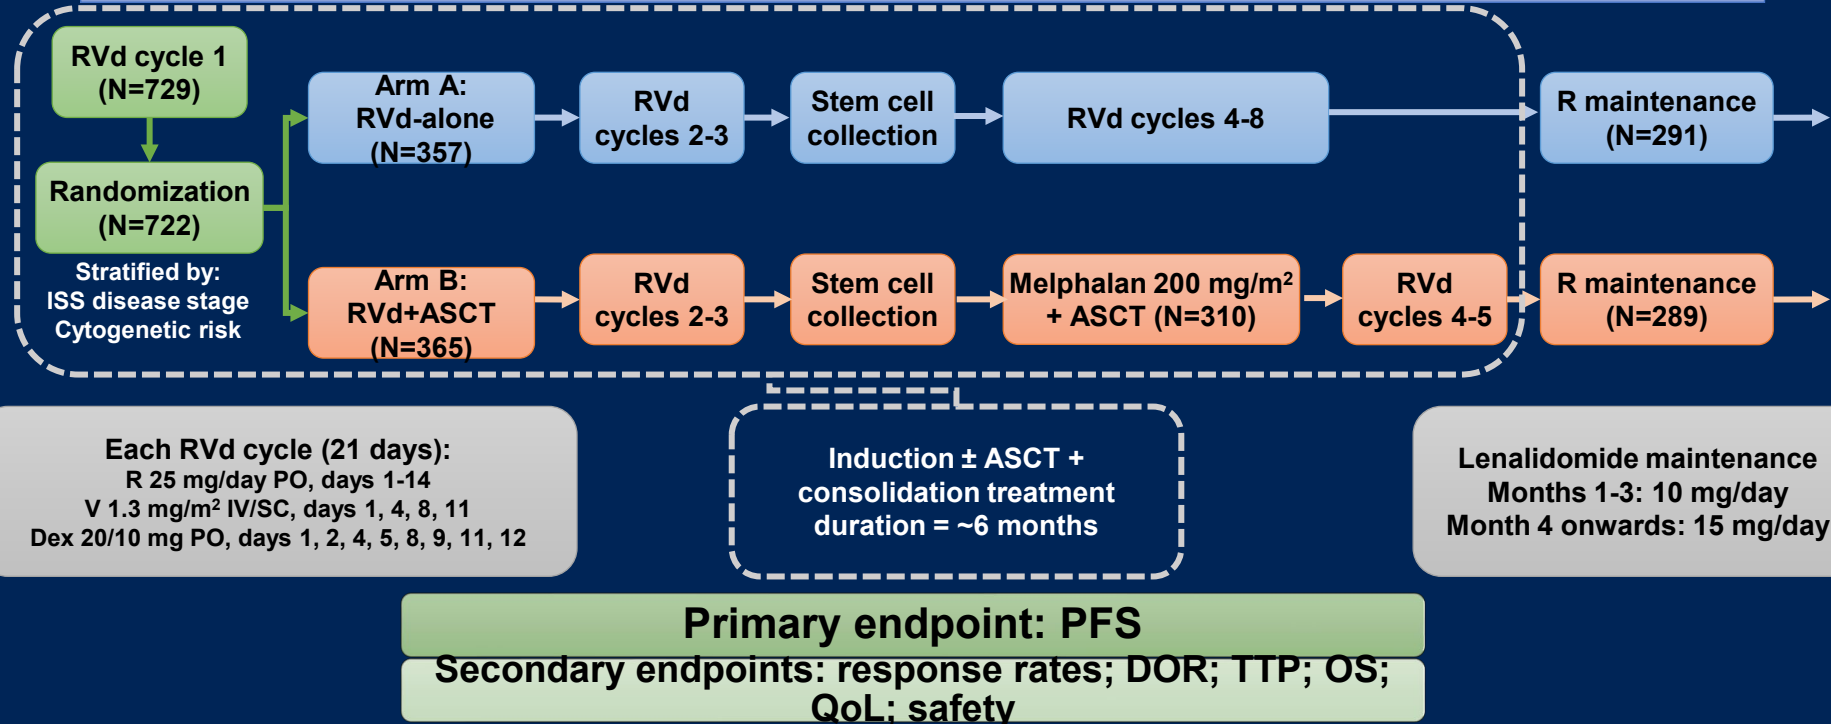 RVd cycle 1
(N=729)
Randomization
(N=722)
Stratified by:
ISS disease stage
Cytogenetic risk
Arm A:
RVd-alone
(N=357)
RVd
cycles 2-3
Stem cell
collection
RVd cycles 4-8
R maintenance
(N=291)
Arm B:
RVd+ASCT
(N=365)
RVd
cycles 2-3
Stem cell
collection
Melphalan 200 mg/m²
+ ASCT (N=310)
RVd
cycles 4-5
R maintenance
(N=289)
Each RVd cycle (21 days):
R 25 mg/day PO, days 1-14
V 1.3 mg/m² IV/SC, days 1, 4, 8, 11
Dex 20/10 mg PO, days 1, 2, 4, 5, 8, 9, 11, 12
Induction ± ASCT +
consolidation treatment
duration = ~6 months
Lenalidomide maintenance
Months 1-3: 10 mg/day
Month 4 onwards: 15 mg/day
Primary endpoint: PFS
Secondary endpoints: response rates; DOR; TTP; OS;
QoL; safety